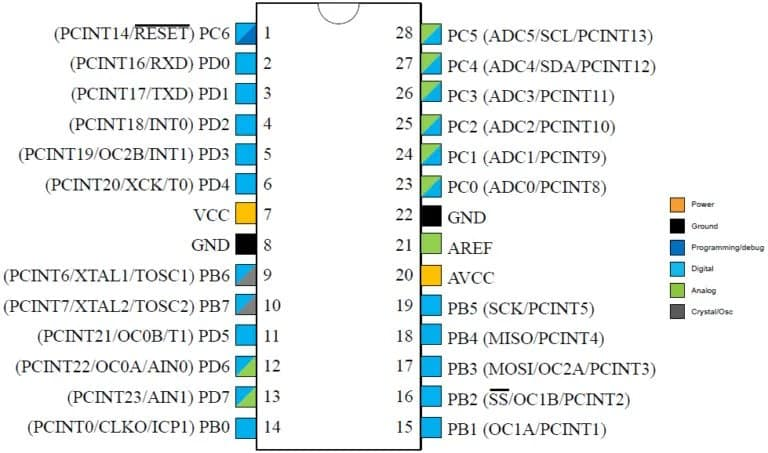 (PCINT14/RESET) PC6 1 28 PC5 (ADC5/SCL/PCINT13)
(PCINT16/RXD) PD0 2 27 PC4 (ADC4/SDA/PCINT12)
(PCINT17/TXD) PD1 3 26 PC3 (ADC3/PCINT11)
(PCINT18/INT0) PD2 4 25 PC2 (ADC2/PCINT10)
(PCINT19/OC2B/INT1) PD3 5 24 PC1 (ADC1/PCINT9)
(PCINT20/XCK/T0) PD4 6 23 PC0 (ADC0/PCINT8)
VCC 7 22 GND
GND 8 21 AREF
(PCINT6/XTAL1/TOSC1) PB6 9 20 AVCC
(PCINT7/XTAL2/TOSC2) PB7 10 19 PB5 (SCK/PCINT5)
(PCINT21/OC0B/T1) PD5 11 18 PB4 (MISO/PCINT4)
(PCINT22/OC0A/AIN0) PD6 12 17 PB3 (MOSI/OC2A/PCINT3)
(PCINT23/AIN1) PD7 13 16 PB2 (SS/OC1B/PCINT2)
(PCINT0/CLKO/ICP1) PB0 14 15 PB1 (OC1A/PCINT1)
Power
Ground
Programming/debug
Digital
Analog
Crystal/Osc